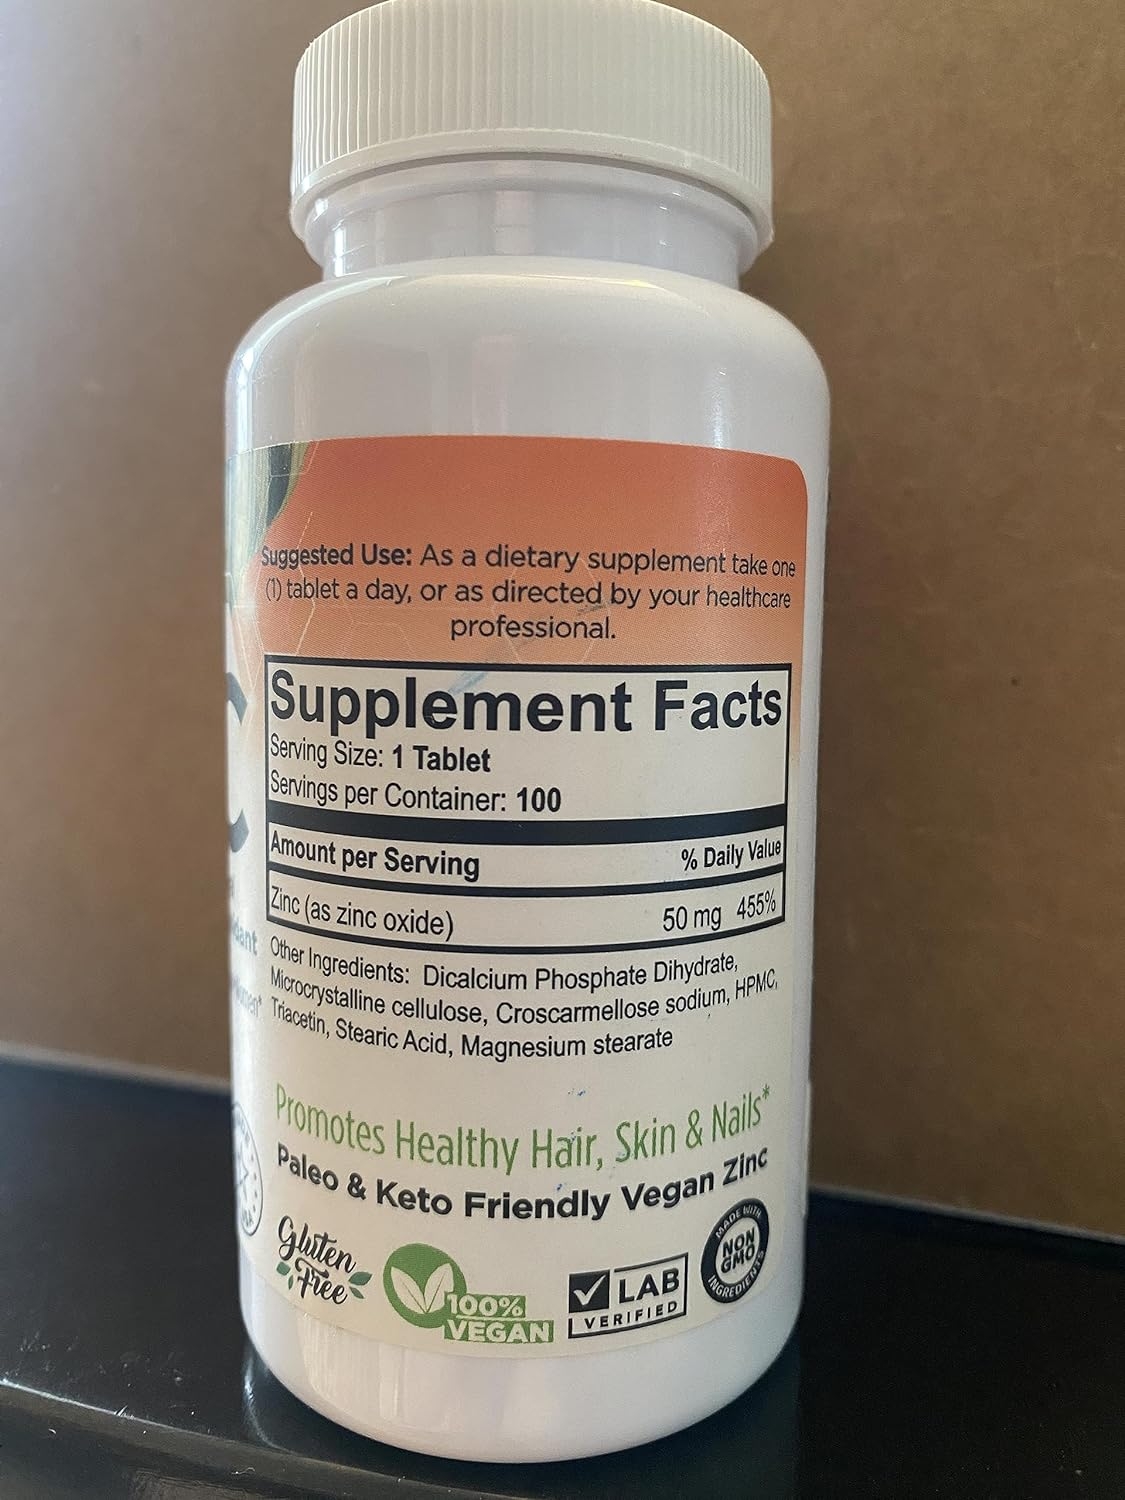 Suggested Use: As a dietary supplement take one
(1) tablet a day, or as directed by your healthcare
professional.
Supplement Facts
Serving Size: 1 Tablet
Servings per Container: 100
Amount per Serving % Daily Value
Zinc (as zinc oxide) 50 mg 455%
Other Ingredients: Dicalcium Phosphate Dihydrate,
Microcrystalline cellulose, Croscarmellose sodium, HPMC,
Triacetin, Stearic Acid, Magnesium stearate
Promotes Healthy Hair, Skin & Nails*
Paleo & Keto Friendly Vegan Zinc
Gluten
Free
100%
VEGAN
LAB
VERIFIED
MADE WITH
NON
GMO
INGREDIENTS